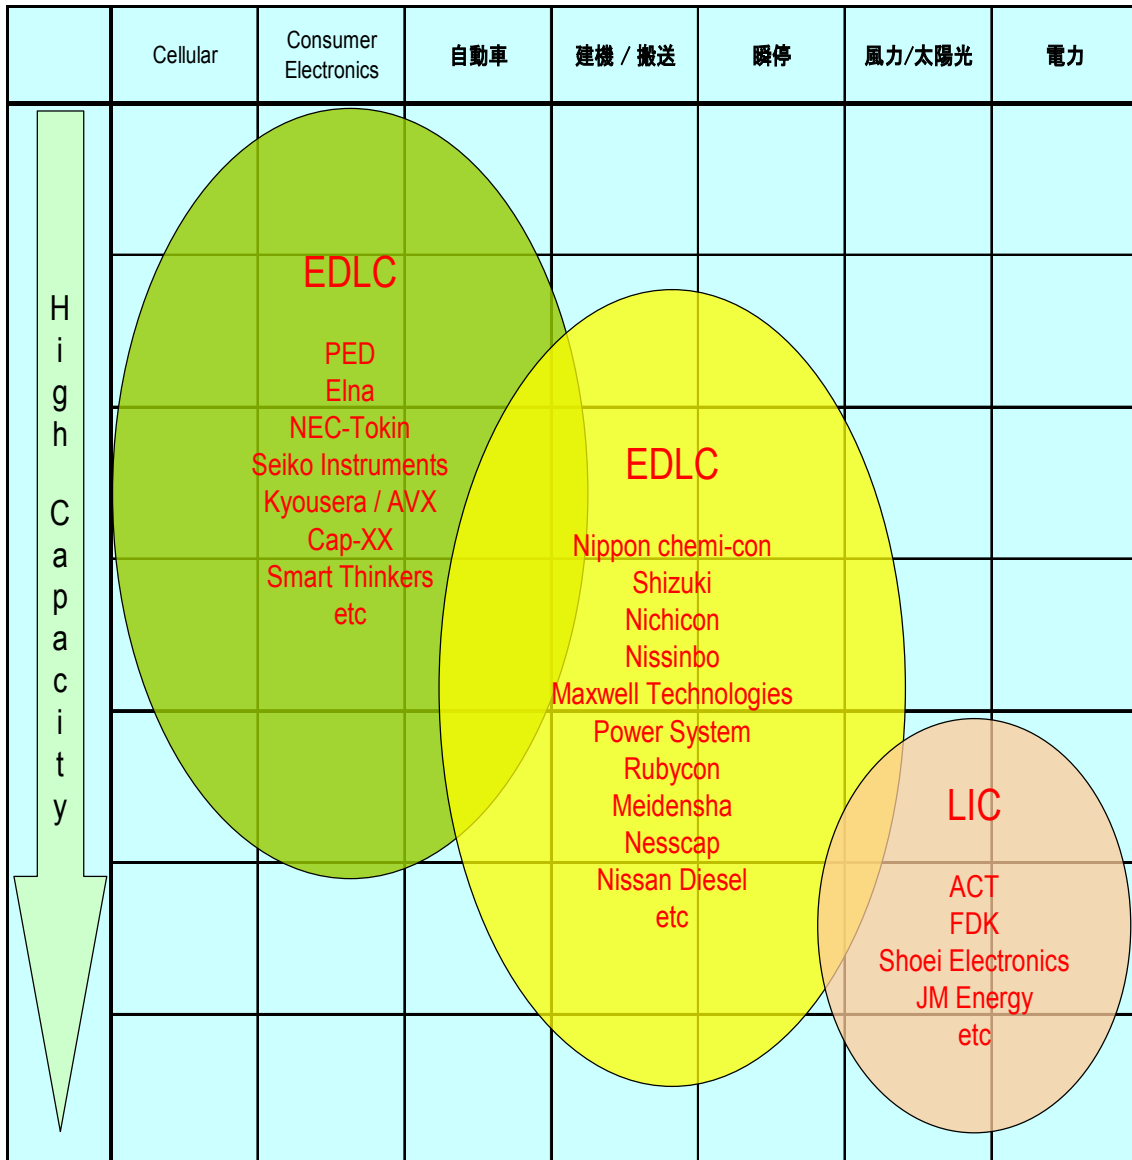 Cellular
Consumer
Electronics
自動車
建機 / 搬送
瞬停
風力/太陽光
電力
High Capacity
EDLC
PED
Elna
NEC-Tokin
Seiko Instruments
Kyousera / AVX
Cap-XX
Smart Thinkers
etc
EDLC
Nippon chemi-con
Shizuki
Nichicon
Nissinbo
Maxwell Technologies
Power System
Rubycon
Meidensha
Nesscap
Nissan Diesel
etc
LIC
ACT
FDK
Shoei Electronics
JM Energy
etc